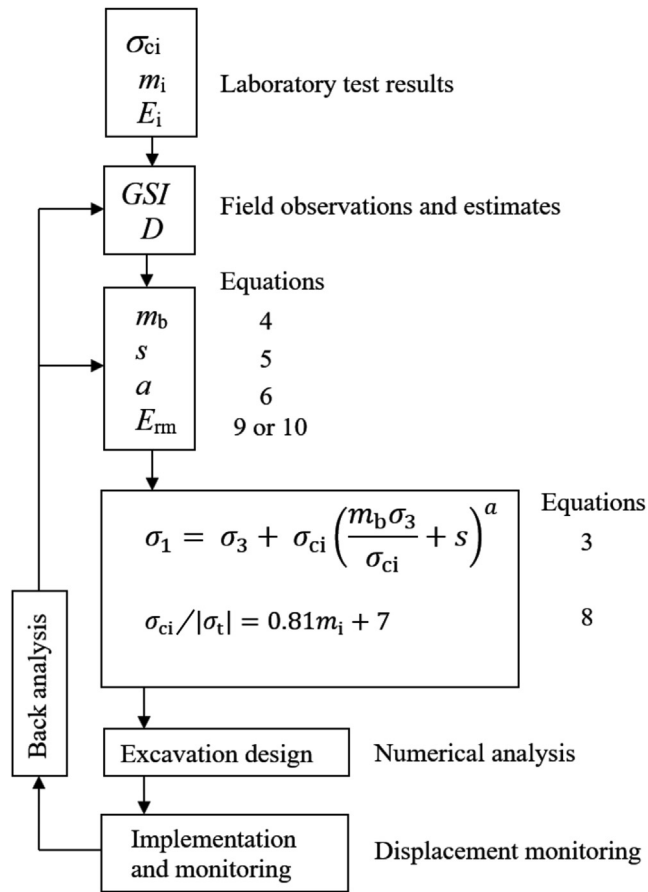 σci
mi
Ei
Laboratory test results
GSI
D
Field observations and estimates
Equations
mb 4
s 5
a 6
Erm 9 or 10
Equations
σ1 = σ3 + σci (mbσ3/σci + s)^a 3
σci/|σt| = 0.81mi + 7 8
Back analysis
Excavation design
Numerical analysis
Implementation
and monitoring
Displacement monitoring